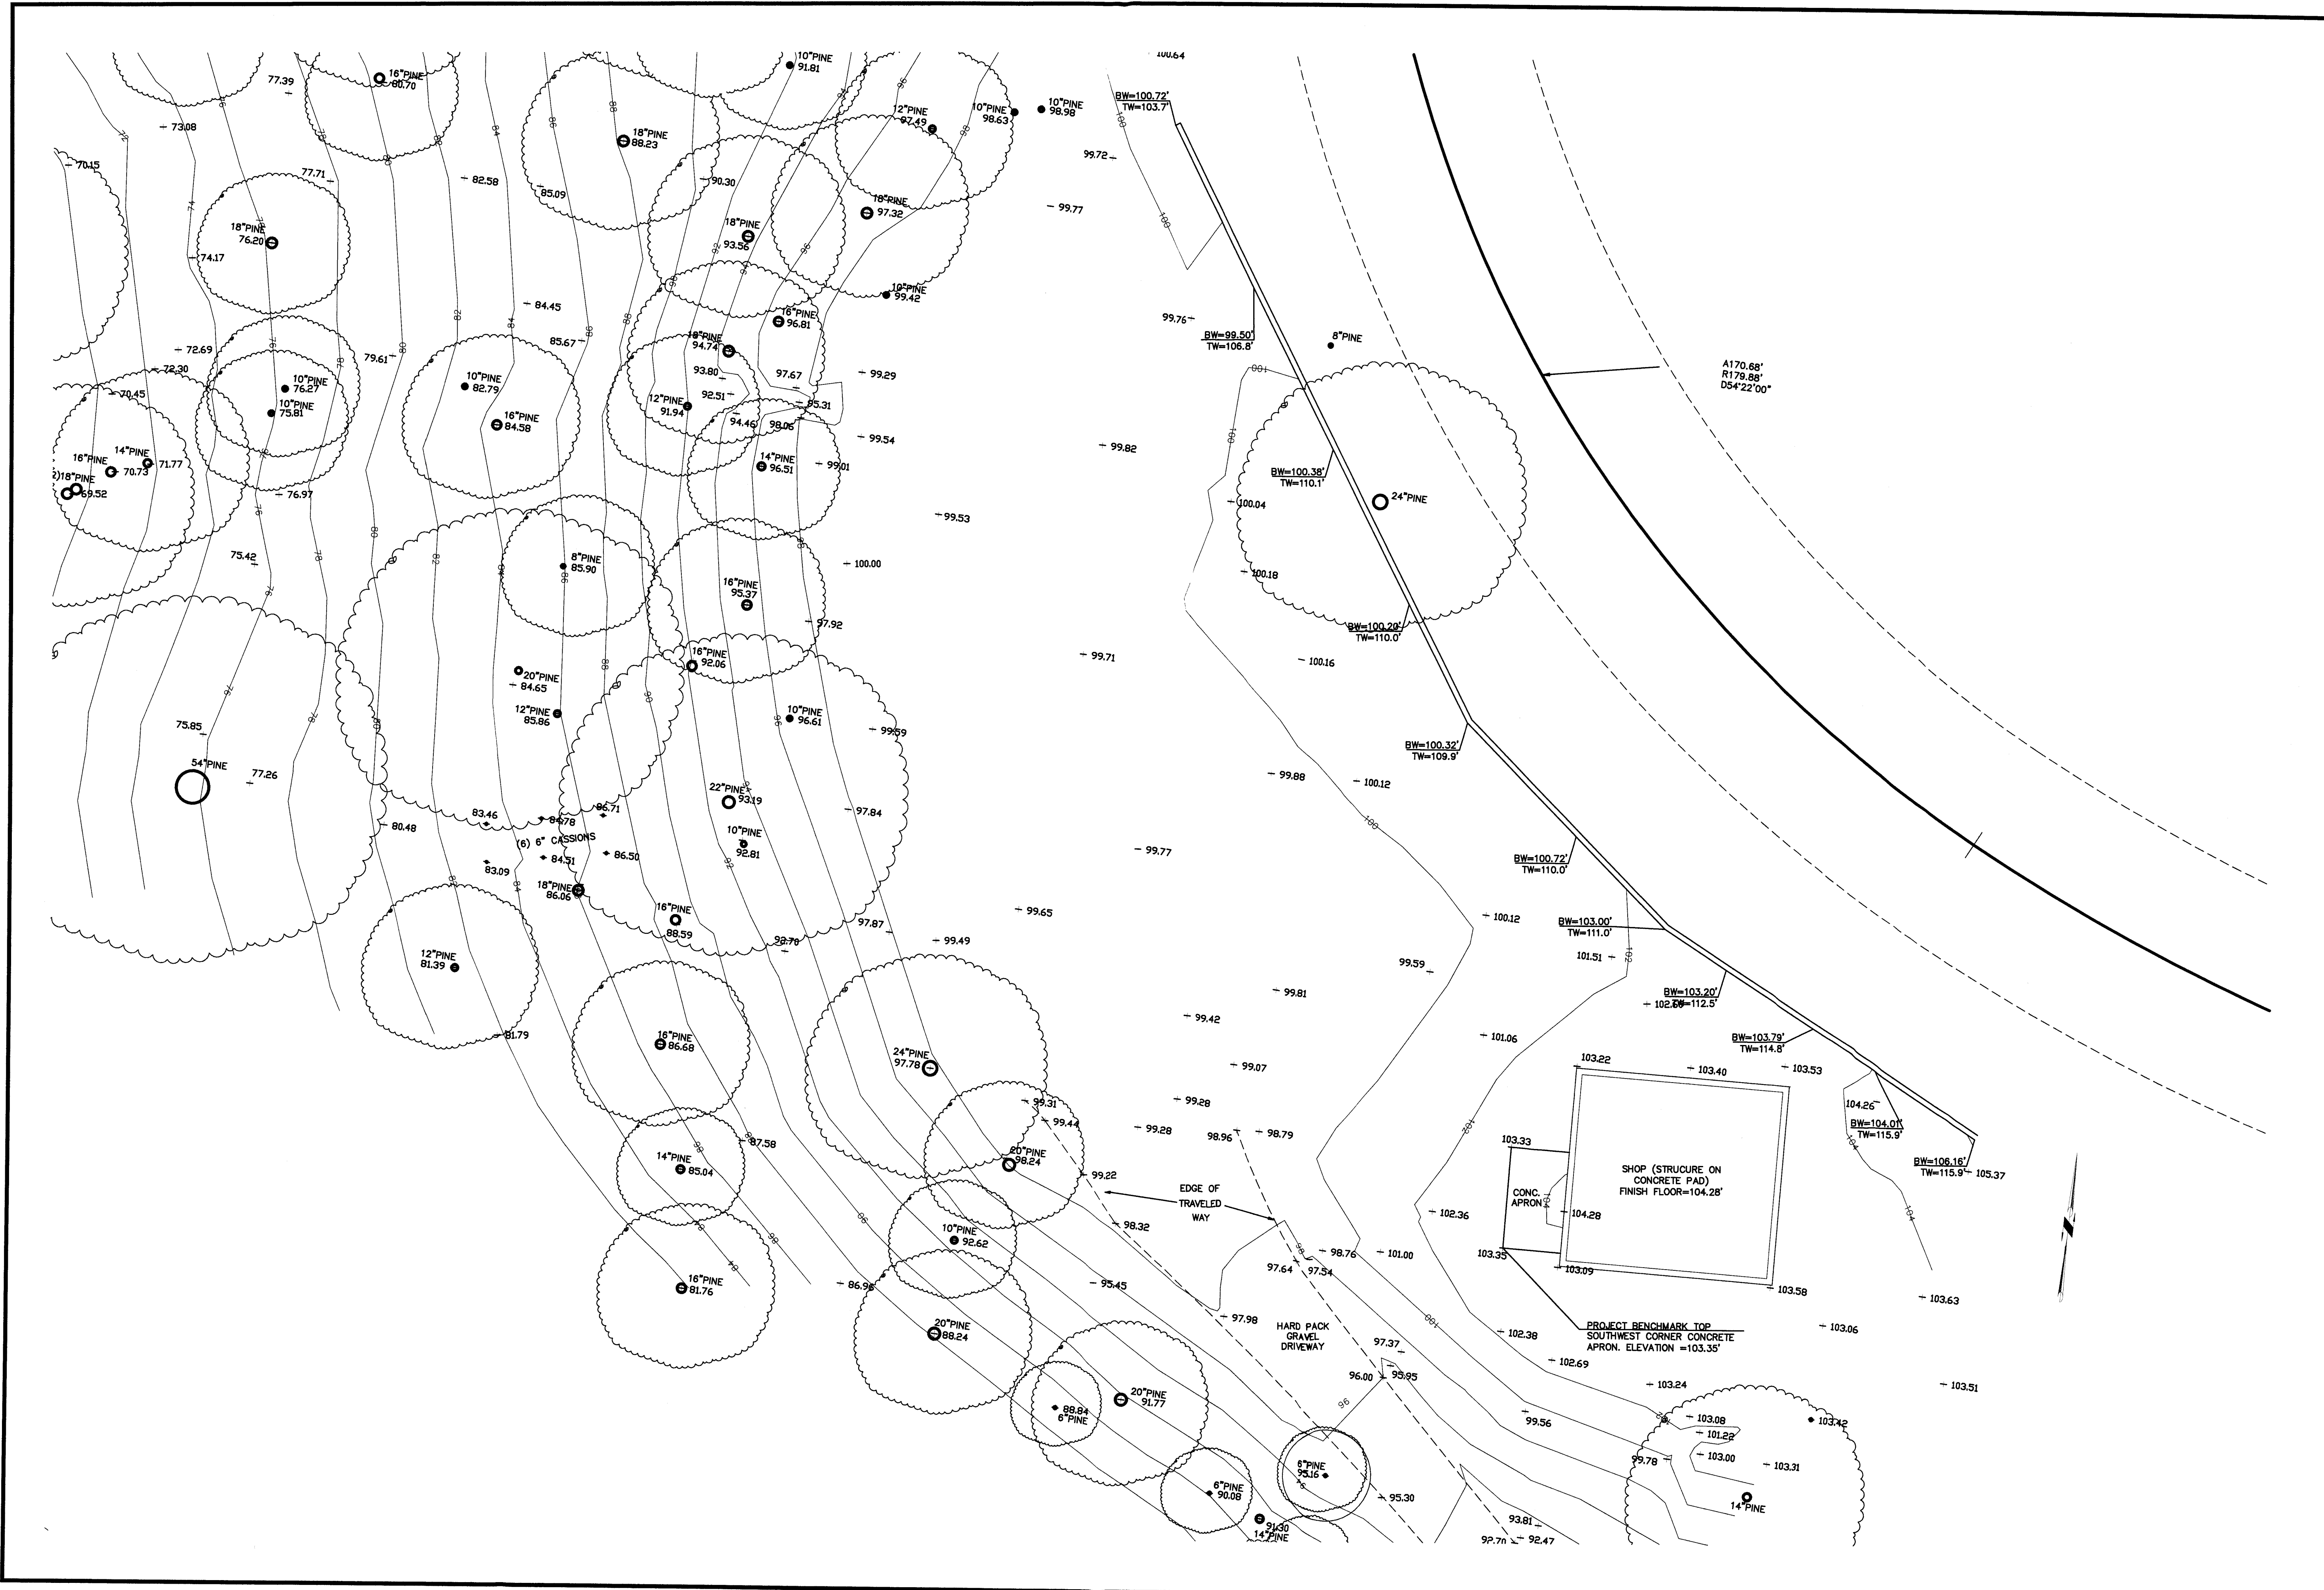 10"PINE
91.81
100.64
16"PINE
80.70
77.39
BW=100.72'
TW=103.7'
10"PINE
98.63
10"PINE
98.98
12"PINE
97.49
73.08
18"PINE
88.23
99.72
70.15
77.71
82.58
85.09
90.30
18"PINE
97.32
99.77
18"PINE
76.20
18"PINE
93.56
74.17
10"PINE
99.42
84.45
16"PINE
96.81
99.76
BW=99.50'
TW=106.8'
8"PINE
85.67
18"PINE
94.74
72.69
79.61
72.30
93.80
97.67
99.29
A170.68'
R179.88'
D54°22'00"
10"PINE
76.27
10"PINE
82.79
70.45
92.51
12"PINE
91.94
95.31
10"PINE
75.81
16"PINE
84.58
94.46
98.06
99.54
99.82
14"PINE
71.77
16"PINE
70.73
14"PINE
96.51
99.01
BW=100.38'
TW=110.1'
)18"PINE
69.52
76.97
100.04
24"PINE
99.53
75.42
8"PINE
85.90
100.00
100.18
16"PINE
95.37
97.92
BW=100.20'
TW=110.0'
16"PINE
92.06
99.71
100.16
20"PINE
84.65
12"PINE
85.86
10"PINE
96.61
75.85
99.59
BW=100.32'
TW=109.9'
54"PINE
77.26
99.88
100.12
22"PINE
93.19
83.46
84.78
86.71
97.84
80.48
(6) 6" CASSIONS
10"PINE
92.81
83.09
84.51
86.50
99.77
BW=100.72'
TW=110.0'
18"PINE
86.06
16"PINE
88.59
97.87
99.65
100.12
BW=103.00'
TW=111.0'
92.70
99.49
12"PINE
81.39
99.59
101.51
99.81
BW=103.20'
TW=112.5'
99.42
81.79
16"PINE
86.68
24"PINE
97.78
101.06
BW=103.79'
TW=114.8'
99.07
103.22
103.40
103.53
99.31
99.28
104.26
99.44
99.28
98.96
98.79
BW=104.01'
TW=115.9'
87.58
103.33
14"PINE
85.04
20"PINE
98.24
99.22
BW=106.16'
TW=115.9'
105.37
SHOP (STRUCURE ON
CONCRETE PAD)
FINISH FLOOR=104.28'
EDGE OF
TRAVELED
WAY
CONC.
APRON
104.28
98.32
102.36
10"PINE
92.62
98.76
101.00
103.35
97.64
97.54
103.09
16"PINE
81.76
86.96
95.45
103.58
103.63
97.98
HARD PACK
GRAVEL
DRIVEWAY
20"PINE
88.24
102.38
PROJECT BENCHMARK TOP
SOUTHWEST CORNER CONCRETE
APRON. ELEVATION =103.35'
103.06
97.37
102.69
96.00
95.95
103.24
103.51
20"PINE
91.77
88.84
6"PINE
99.56
103.08
103.42
101.22
99.78
103.00
103.31
6"PINE
95.16
6"PINE
90.08
95.30
14"PINE
91.30
14"PINE
93.81
92.70
92.47